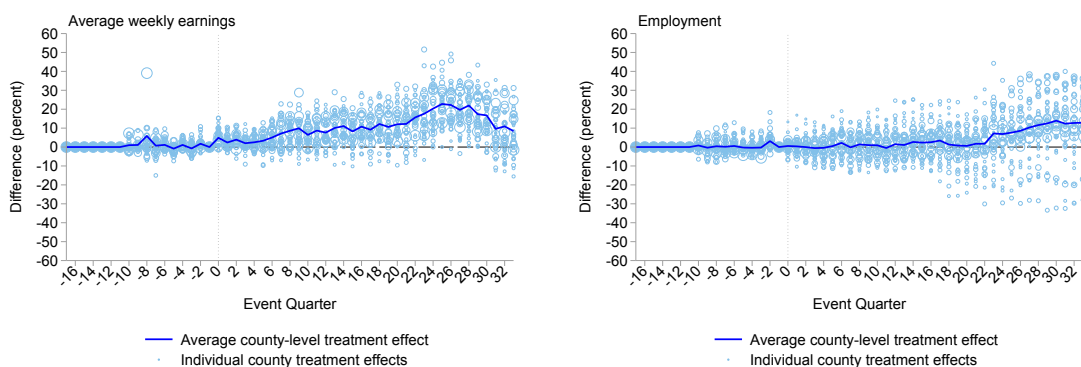 Average weekly earnings
60
50
40
30
20
10
0
-10
-20
-30
-40
-50
-60
Difference (percent)
-16 -14 -12 -10 -8 -6 -4 -2 0 2 4 6 8 10 12 14 16 18 20 22 24 26 28 30 32
Event Quarter
Average county-level treatment effect
Individual county treatment effects
Employment
60
50
40
30
20
10
0
-10
-20
-30
-40
-50
-60
Difference (percent)
-16 -14 -12 -10 -8 -6 -4 -2 0 2 4 6 8 10 12 14 16 18 20 22 24 26 28 30 32
Event Quarter
Average county-level treatment effect
Individual county treatment effects